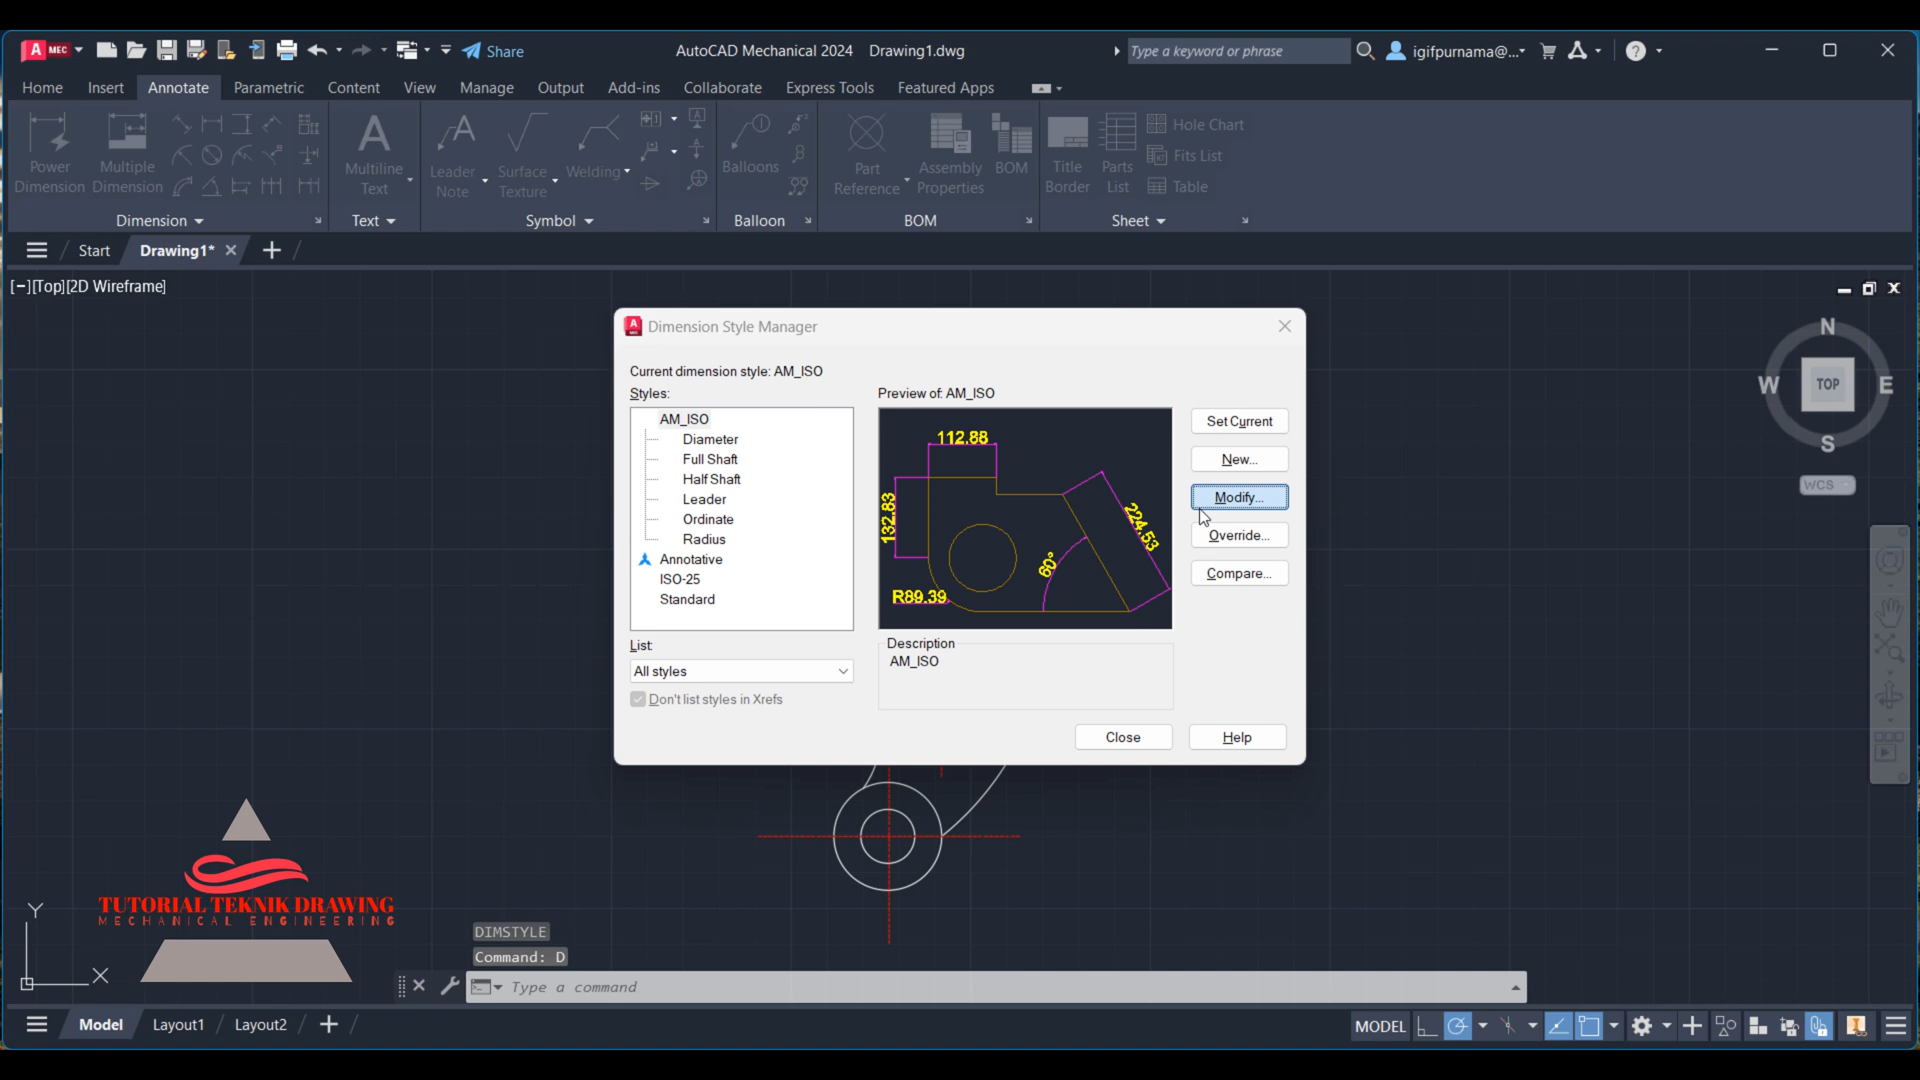 A MEC
Share
AutoCAD Mechanical 2024 Drawing1.dwg
Type a keyword or phrase
igifpurnama@...
Home Insert Annotate Parametric Content View Manage Output Add-ins Collaborate Express Tools Featured Apps
Power Dimension
Multiple Dimension
Multiline Text
Leader Note
Surface Texture
Welding
Balloons
Part Reference
Assembly Properties
BOM
Title Border
Parts List
Hole Chart
Fits List
Table
Dimension Text Symbol Balloon BOM Sheet
Start Drawing1*
[−][Top][2D Wireframe]
N
W TOP E
S
WCS
Dimension Style Manager
Current dimension style: AM_ISO
Styles:
AM_ISO
Diameter
Full Shaft
Half Shaft
Leader
Ordinate
Radius
Annotative
ISO-25
Standard
List:
All styles
Don't list styles in Xrefs
Preview of: AM_ISO
112.88
132.83
224.53
60°
R89.39
Description
AM_ISO
Set Current
New...
Modify...
Override...
Compare...
Close
Help
TUTORIAL TEKNIK DRAWING
MECHANICAL ENGINEERING
Y
X
DIMSTYLE
Command: D
Type a command
Model Layout1 Layout2
MODEL